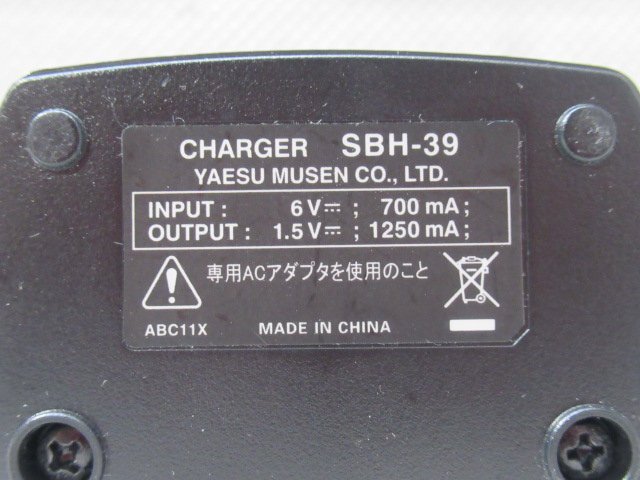 CHARGER SBH-39
YAESU MUSEN CO., LTD.
INPUT : 6 V⎓ ; 700 mA ;
OUTPUT : 1.5 V⎓ ; 1250 mA ;
専用ACアダプタを使用のこと
ABC11X MADE IN CHINA